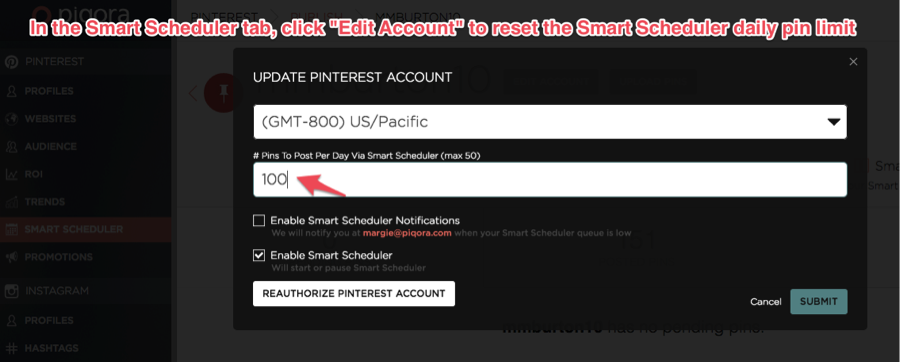 piqora
PINTEREST
In the Smart Scheduler tab, click "Edit Account" to reset the Smart Scheduler daily pin limit
PINTEREST
PROFILES
WEBSITES
AUDIENCE
ROI
TRENDS
SMART SCHEDULER
PROMOTIONS
INSTAGRAM
PROFILES
HASHTAGS
UPDATE PINTEREST ACCOUNT
(GMT-800) US/Pacific
# Pins To Post Per Day Via Smart Scheduler (max 50)
100
Enable Smart Scheduler Notifications
We will notify you at margie@piqora.com when your Smart Scheduler queue is low
Enable Smart Scheduler
Will start or pause Smart Scheduler
REAUTHORIZE PINTEREST ACCOUNT
Cancel
SUBMIT
mmburton10 has no pending pins.